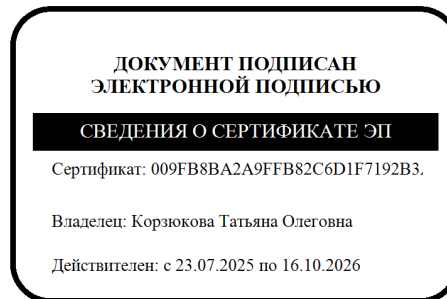 ДОКУМЕНТ ПОДПИСАН
ЭЛЕКТРОННОЙ ПОДПИСЬЮ
СВЕДЕНИЯ О СЕРТИФИКАТЕ ЭП
Сертификат: 009FB8BA2A9FFB82C6D1F7192B3
Владелец: Корзюкова Татьяна Олеговна
Действителен: с 23.07.2025 по 16.10.2026